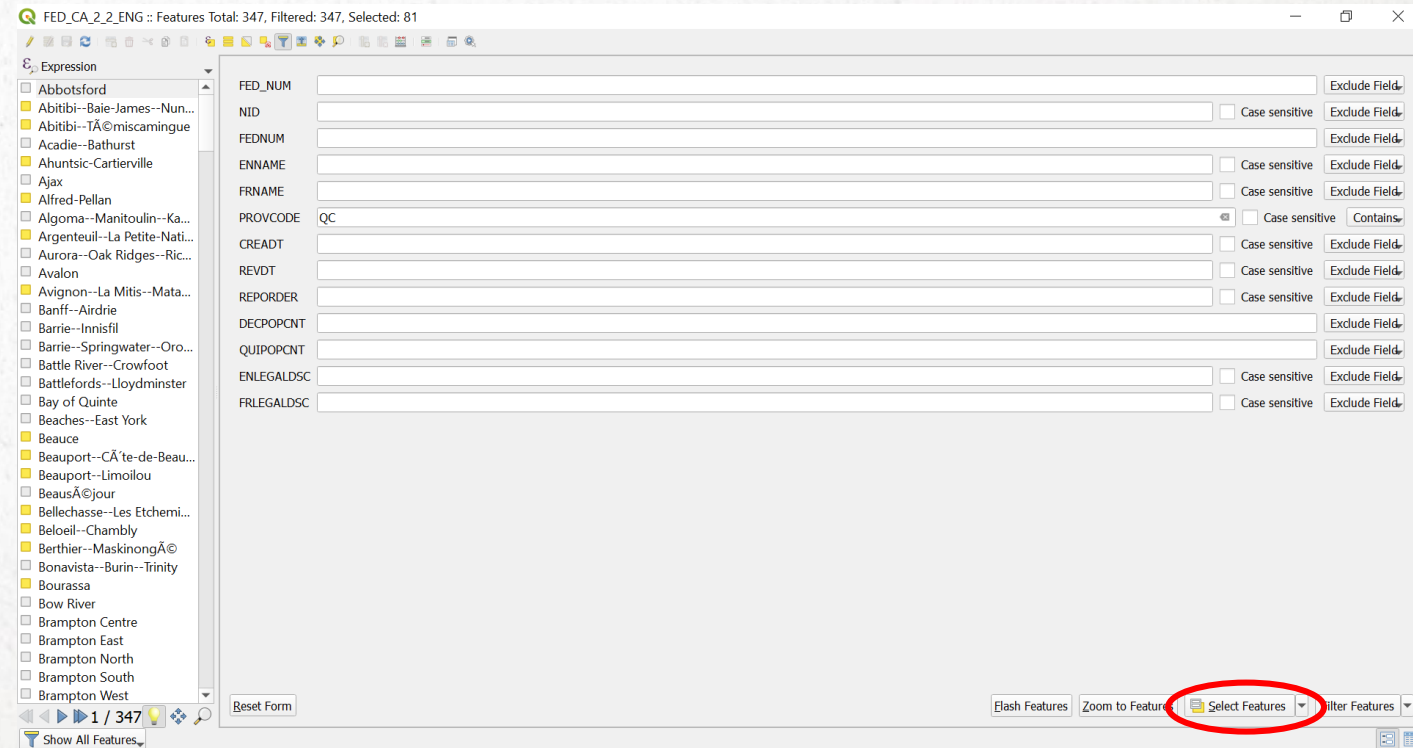 FED_CA_2_2_ENG :: Features Total: 347, Filtered: 347, Selected: 81
Expression
Abbotsford
Abitibi--Baie-James--Nun...
Abitibi--TÃ©miscamingue
Acadie--Bathurst
Ahuntsic-Cartierville
Ajax
Alfred-Pellan
Algoma--Manitoulin--Ka...
Argenteuil--La Petite-Nati...
Aurora--Oak Ridges--Ric...
Avalon
Avignon--La Mitis--Mata...
Banff--Airdrie
Barrie--Innisfil
Barrie--Springwater--Oro...
Battle River--Crowfoot
Battlefords--Lloydminster
Bay of Quinte
Beaches--East York
Beauce
Beauport--CÃ´te-de-Beau...
Beauport--Limoilou
BeausÃ©jour
Bellechasse--Les Etchemi...
Beloeil--Chambly
Berthier--MaskinongÃ©
Bonavista--Burin--Trinity
Bourassa
Bow River
Brampton Centre
Brampton East
Brampton North
Brampton South
Brampton West
1 / 347
Show All Features
FED_NUM Exclude Field
NID Case sensitive Exclude Field
FEDNUM Exclude Field
ENNAME Case sensitive Exclude Field
FRNAME Case sensitive Exclude Field
PROVCODE QC Case sensitive Contains
CREADT Case sensitive Exclude Field
REVDT Case sensitive Exclude Field
REPORDER Case sensitive Exclude Field
DECPOPCNT Exclude Field
QUIPOPCNT Exclude Field
ENLEGALDSC Case sensitive Exclude Field
FRLEGALDSC Case sensitive Exclude Field
Reset Form Flash Features Zoom to Features Select Features Filter Features